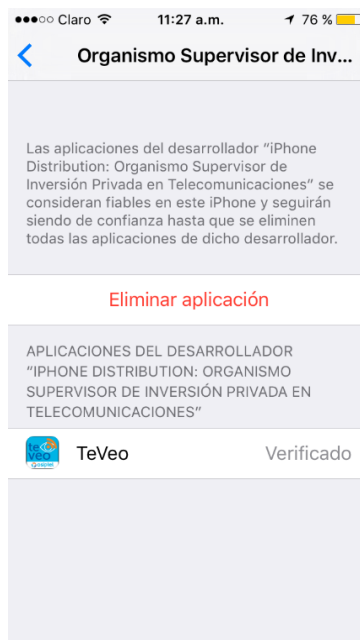 Claro 11:27 a.m. 76 %
Organismo Supervisor de Inv...
Las aplicaciones del desarrollador "iPhone
Distribution: Organismo Supervisor de
Inversión Privada en Telecomunicaciones" se
consideran fiables en este iPhone y seguirán
siendo de confianza hasta que se eliminen
todas las aplicaciones de dicho desarrollador.
Eliminar aplicación
APLICACIONES DEL DESARROLLADOR
"IPHONE DISTRIBUTION: ORGANISMO
SUPERVISOR DE INVERSIÓN PRIVADA EN
TELECOMUNICACIONES"
te veo
osiptel
TeVeo Verificado